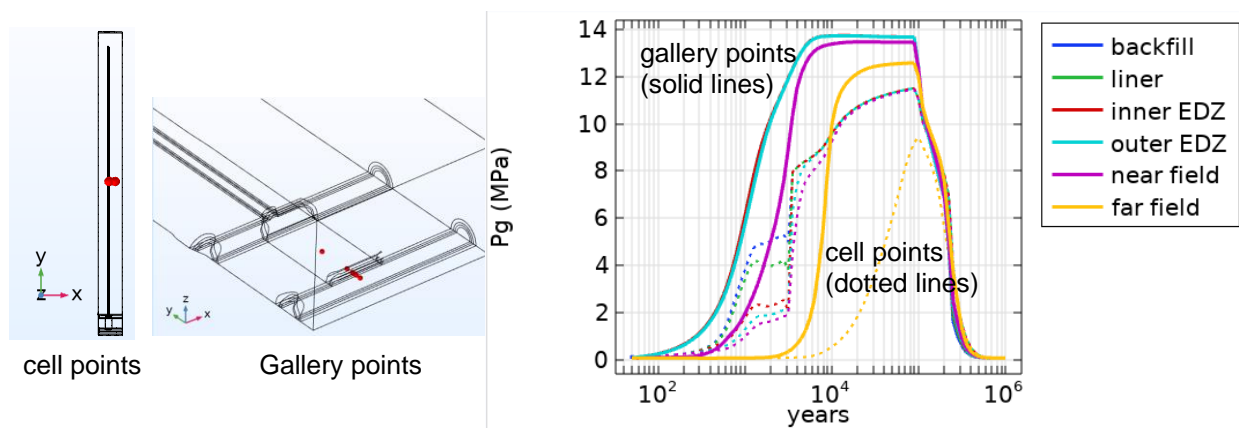 y
z
x
cell points
z
y
x
Gallery points
Pg (MPa)
14
12
10
8
6
4
2
0
gallery points
(solid lines)
cell points
(dotted lines)
10²
10⁴
10⁶
years
backfill
liner
inner EDZ
outer EDZ
near field
far field